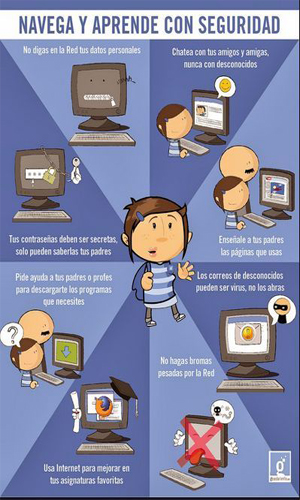 NAVEGA Y APRENDE CON SEGURIDAD
No digas en la Red tus datos personales
Chatea con tus amigos y amigas,
nunca con desconocidos
Tus contraseñas deben ser secretas,
solo pueden saberlas tus padres
Enséñale a tus padres
las páginas que usas
Pide ayuda a tus padres o profes
para descargarte los programas
que necesites
Los correos de desconocidos
pueden ser virus, no los abras
No hagas bromas
pesadas por la Red
Usa Internet para mejorar en
tus asignaturas favoritas